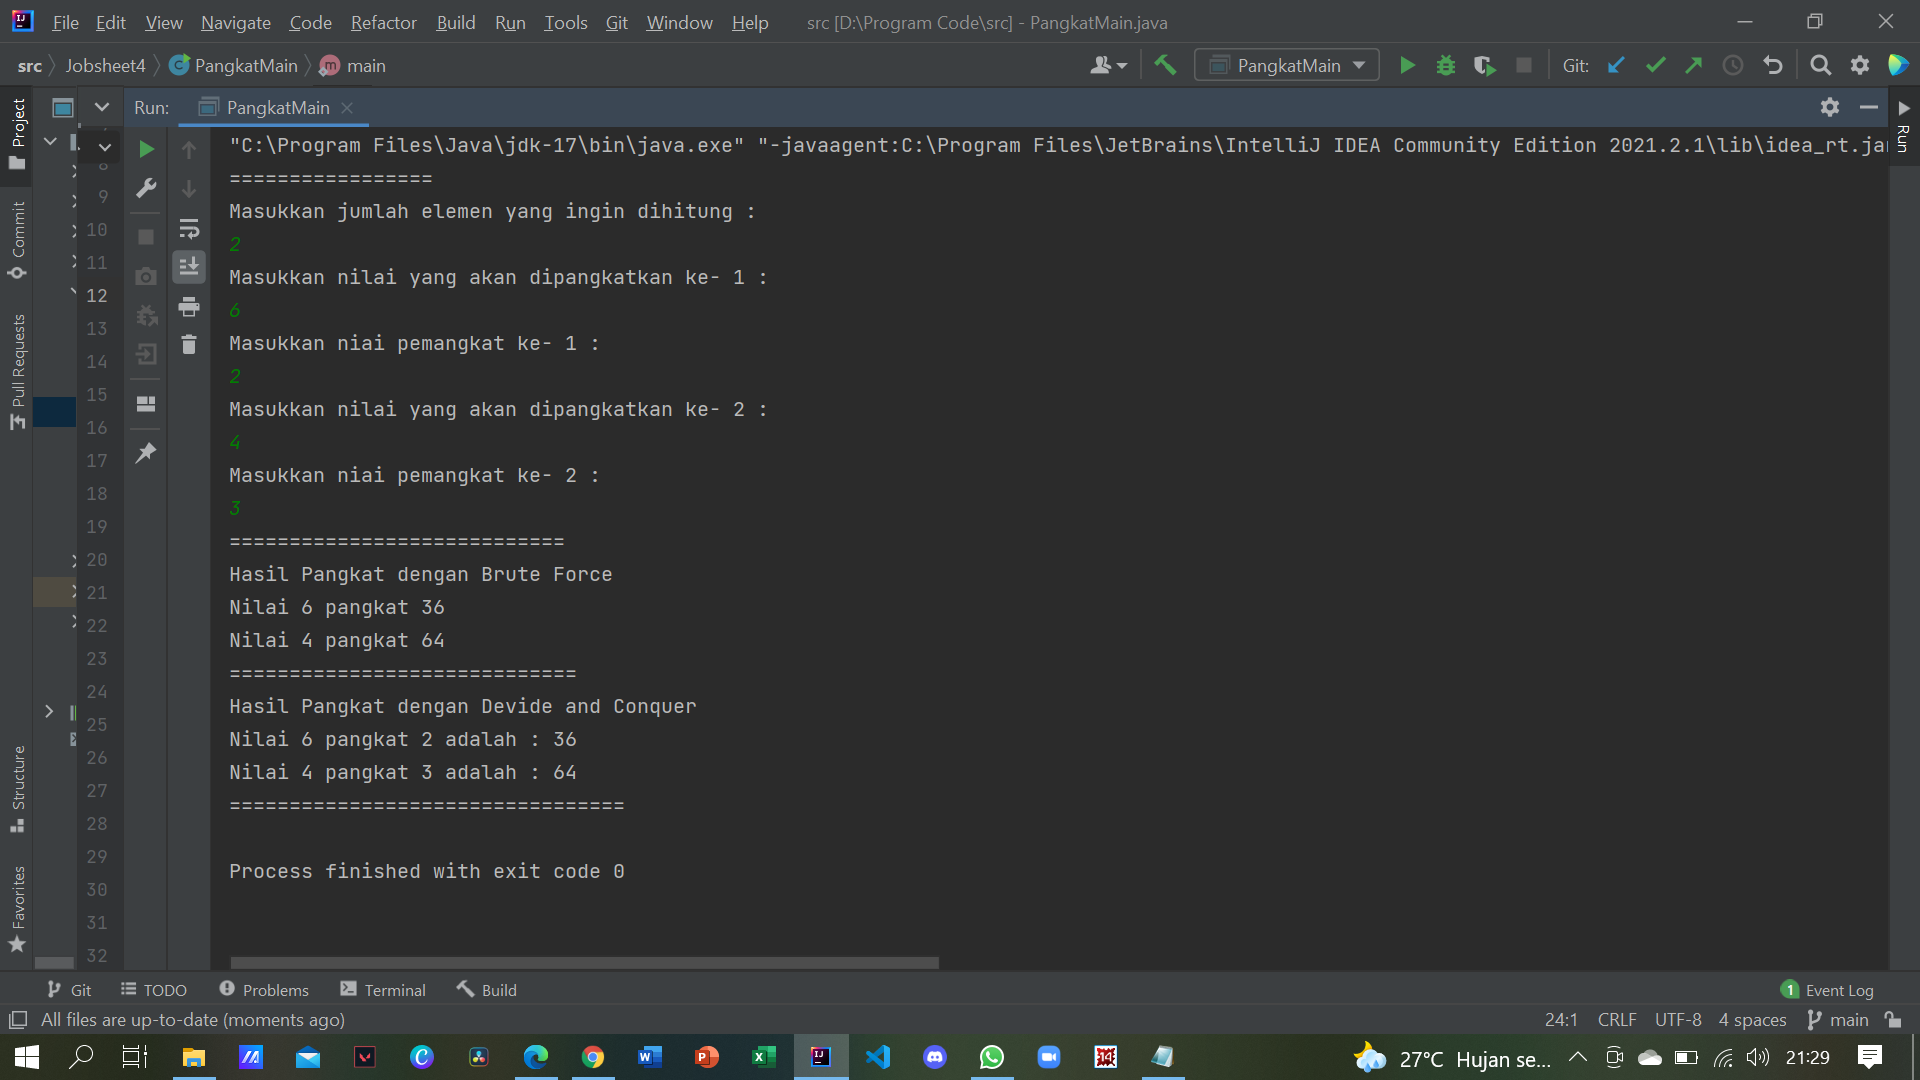 File Edit View Navigate Code Refactor Build Run Tools Git Window Help src [D:\Program Code\src] - PangkatMain.java
src Jobsheet4 PangkatMain main PangkatMain Git:
Project
Commit
Pull Requests
Structure
Favorites
Run
Run: PangkatMain
8
9
10
11
12
13
14
15
16
17
18
19
20
21
22
23
24
25
26
27
28
29
30
31
32
"C:\Program Files\Java\jdk-17\bin\java.exe" "-javaagent:C:\Program Files\JetBrains\IntelliJ IDEA Community Edition 2021.2.1\lib\idea_rt.jar
=================
Masukkan jumlah elemen yang ingin dihitung :
2
Masukkan nilai yang akan dipangkatkan ke- 1 :
6
Masukkan niai pemangkat ke- 1 :
2
Masukkan nilai yang akan dipangkatkan ke- 2 :
4
Masukkan niai pemangkat ke- 2 :
3
============================
Hasil Pangkat dengan Brute Force
Nilai 6 pangkat 36
Nilai 4 pangkat 64
=============================
Hasil Pangkat dengan Devide and Conquer
Nilai 6 pangkat 2 adalah : 36
Nilai 4 pangkat 3 adalah : 64
=================================
Process finished with exit code 0
Git TODO Problems Terminal Build 1 Event Log
All files are up-to-date (moments ago) 24:1 CRLF UTF-8 4 spaces main
27°C Hujan se... 21:29